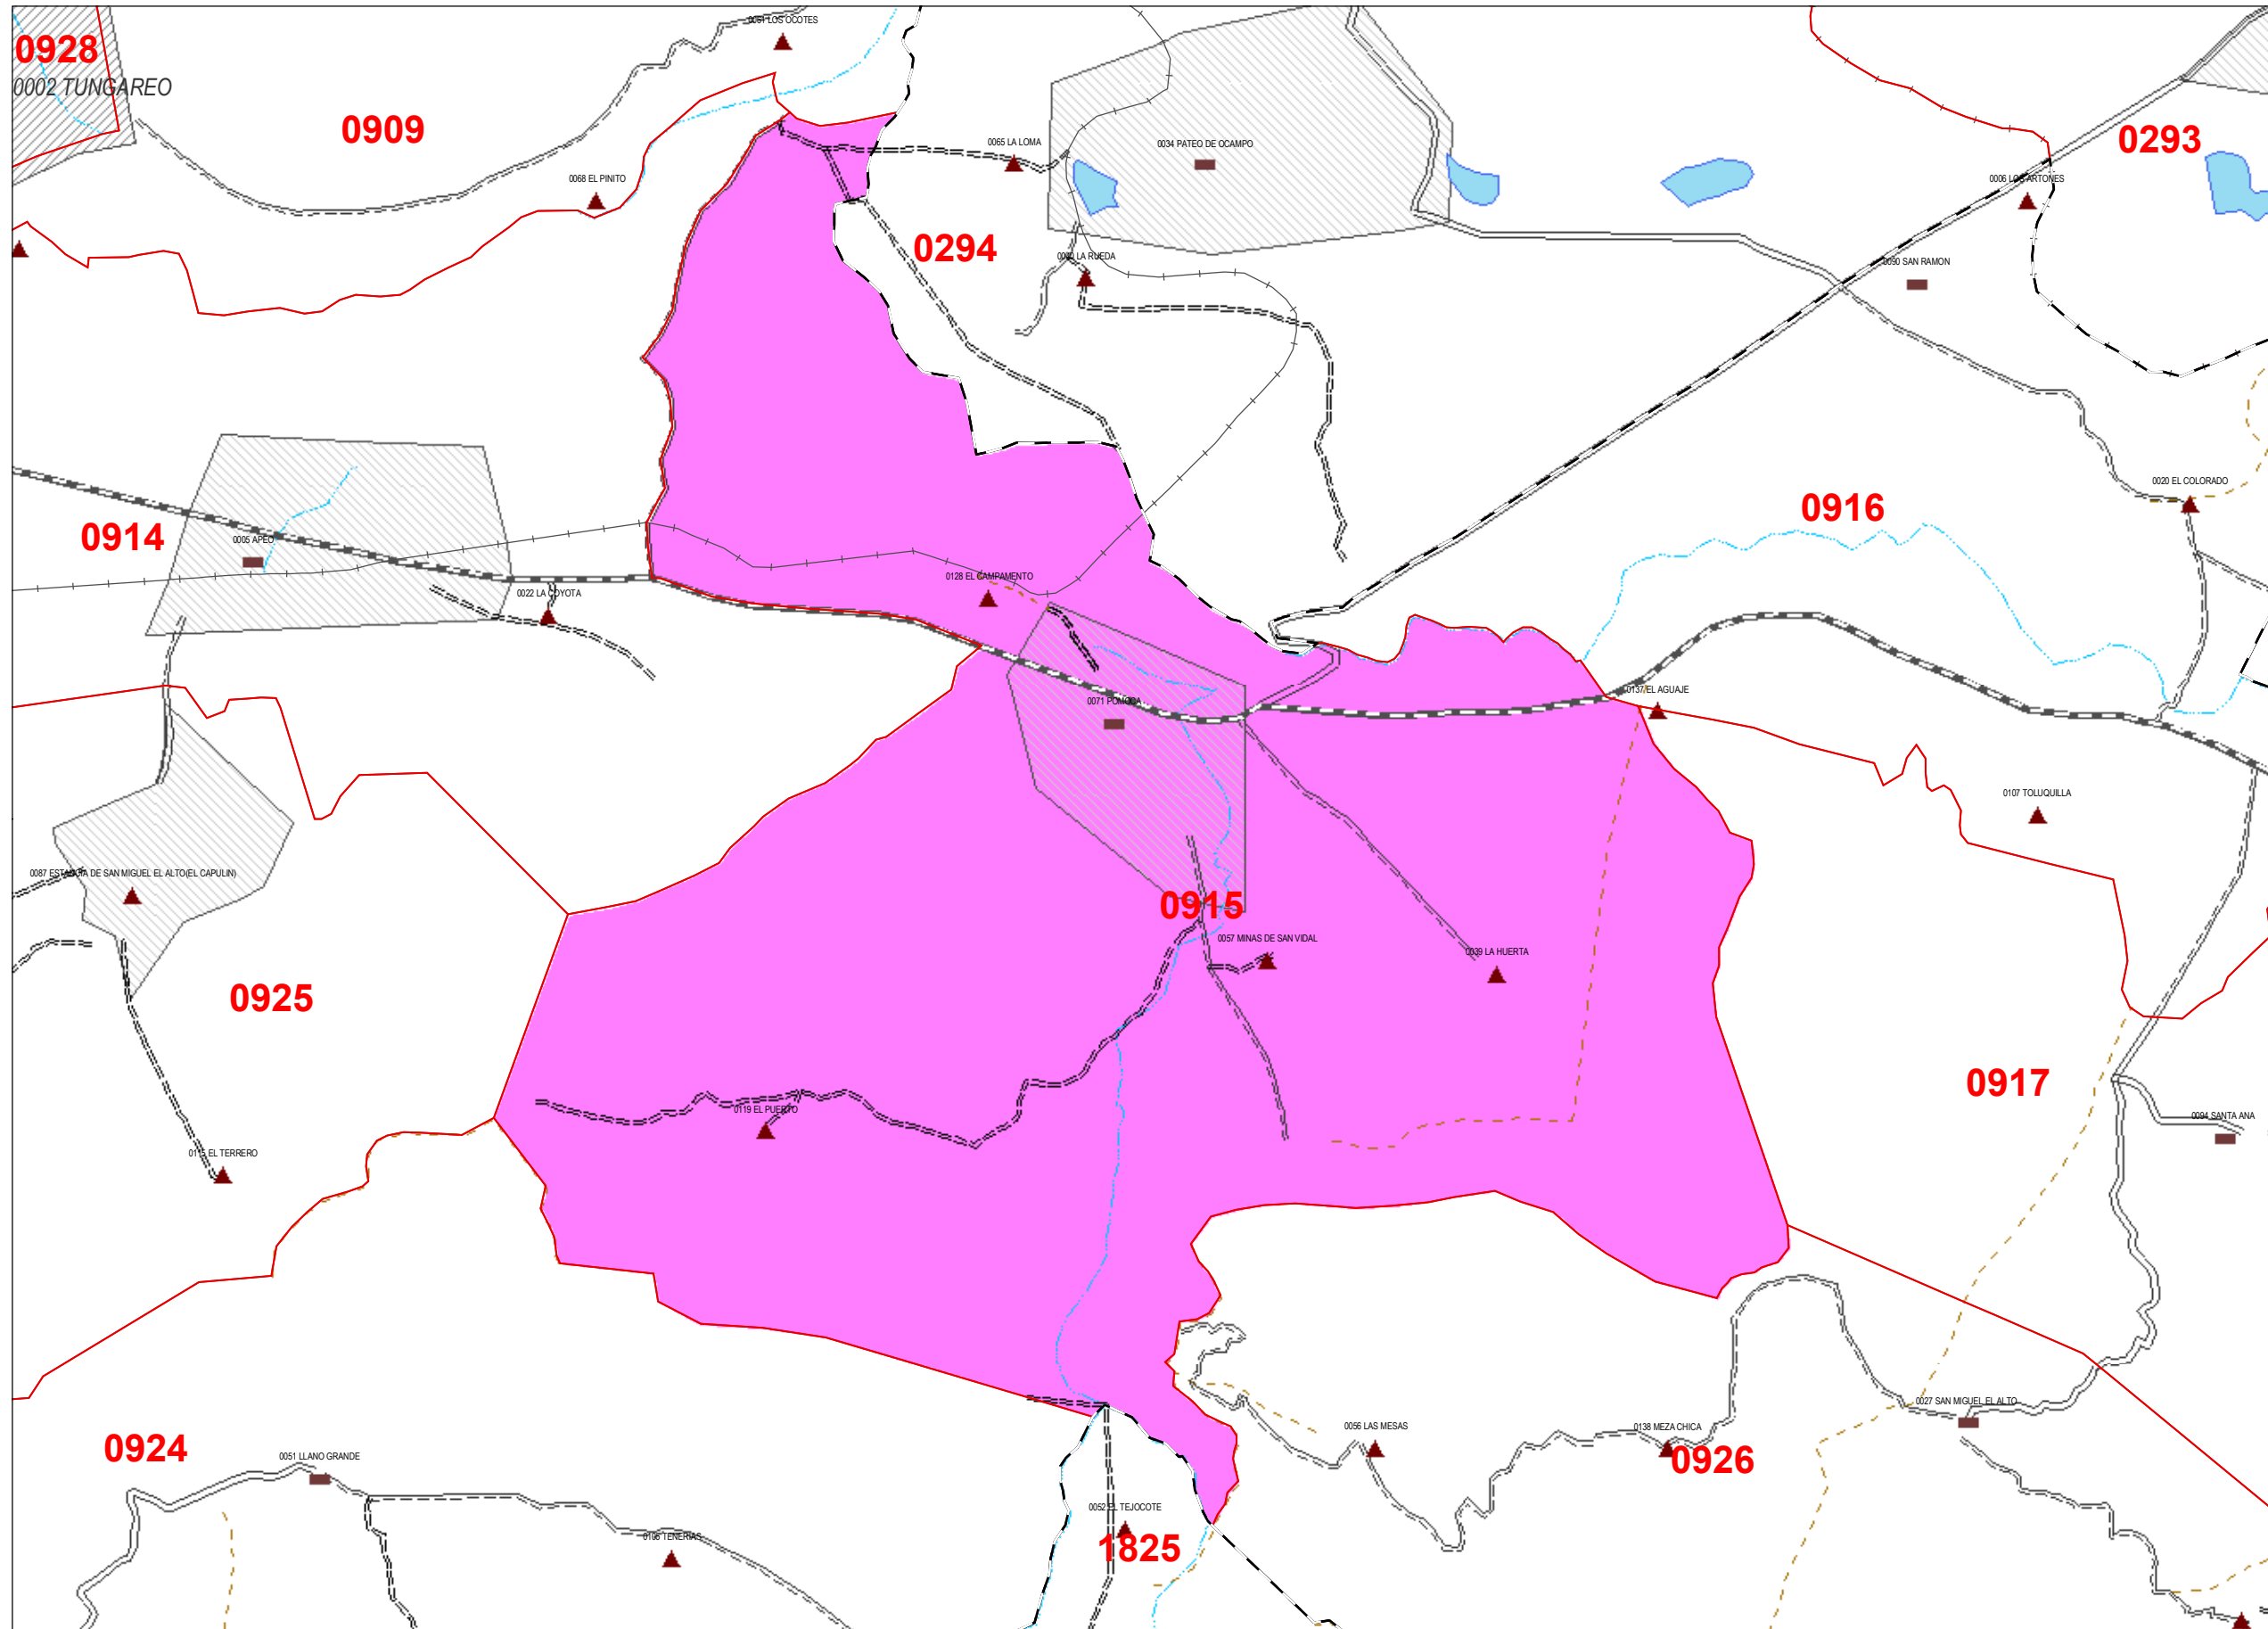 0061 LOS OCOTES
0928
0002 TUNGAREO
0909
0293
0065 LA LOMA
0034 PATEO DE OCAMPO
0068 EL PINITO
0006 LOS ARTONES
0294
LA RUEDA
0090 SAN RAMON
0020 EL COLORADO
0916
0914
0005 APEO
0128 EL CAMPAMENTO
0022 LA COYOTA
0137 EL AGUAJE
0071 POMOCA
0107 TOLUQUILLA
0087 ESTANCIA DE SAN MIGUEL EL ALTO(EL CAPULIN)
0915
0057 MINAS DE SAN VIDAL
0039 LA HUERTA
0925
0917
0119 EL PUERTO
0094 SANTA ANA
0115 EL TERRERO
0027 SAN MIGUEL EL ALTO
0056 LAS MESAS
0138 MEZA CHICA
0924
0051 LLANO GRANDE
0926
0052 EL TEJOCOTE
0106 TENERIAS
1825